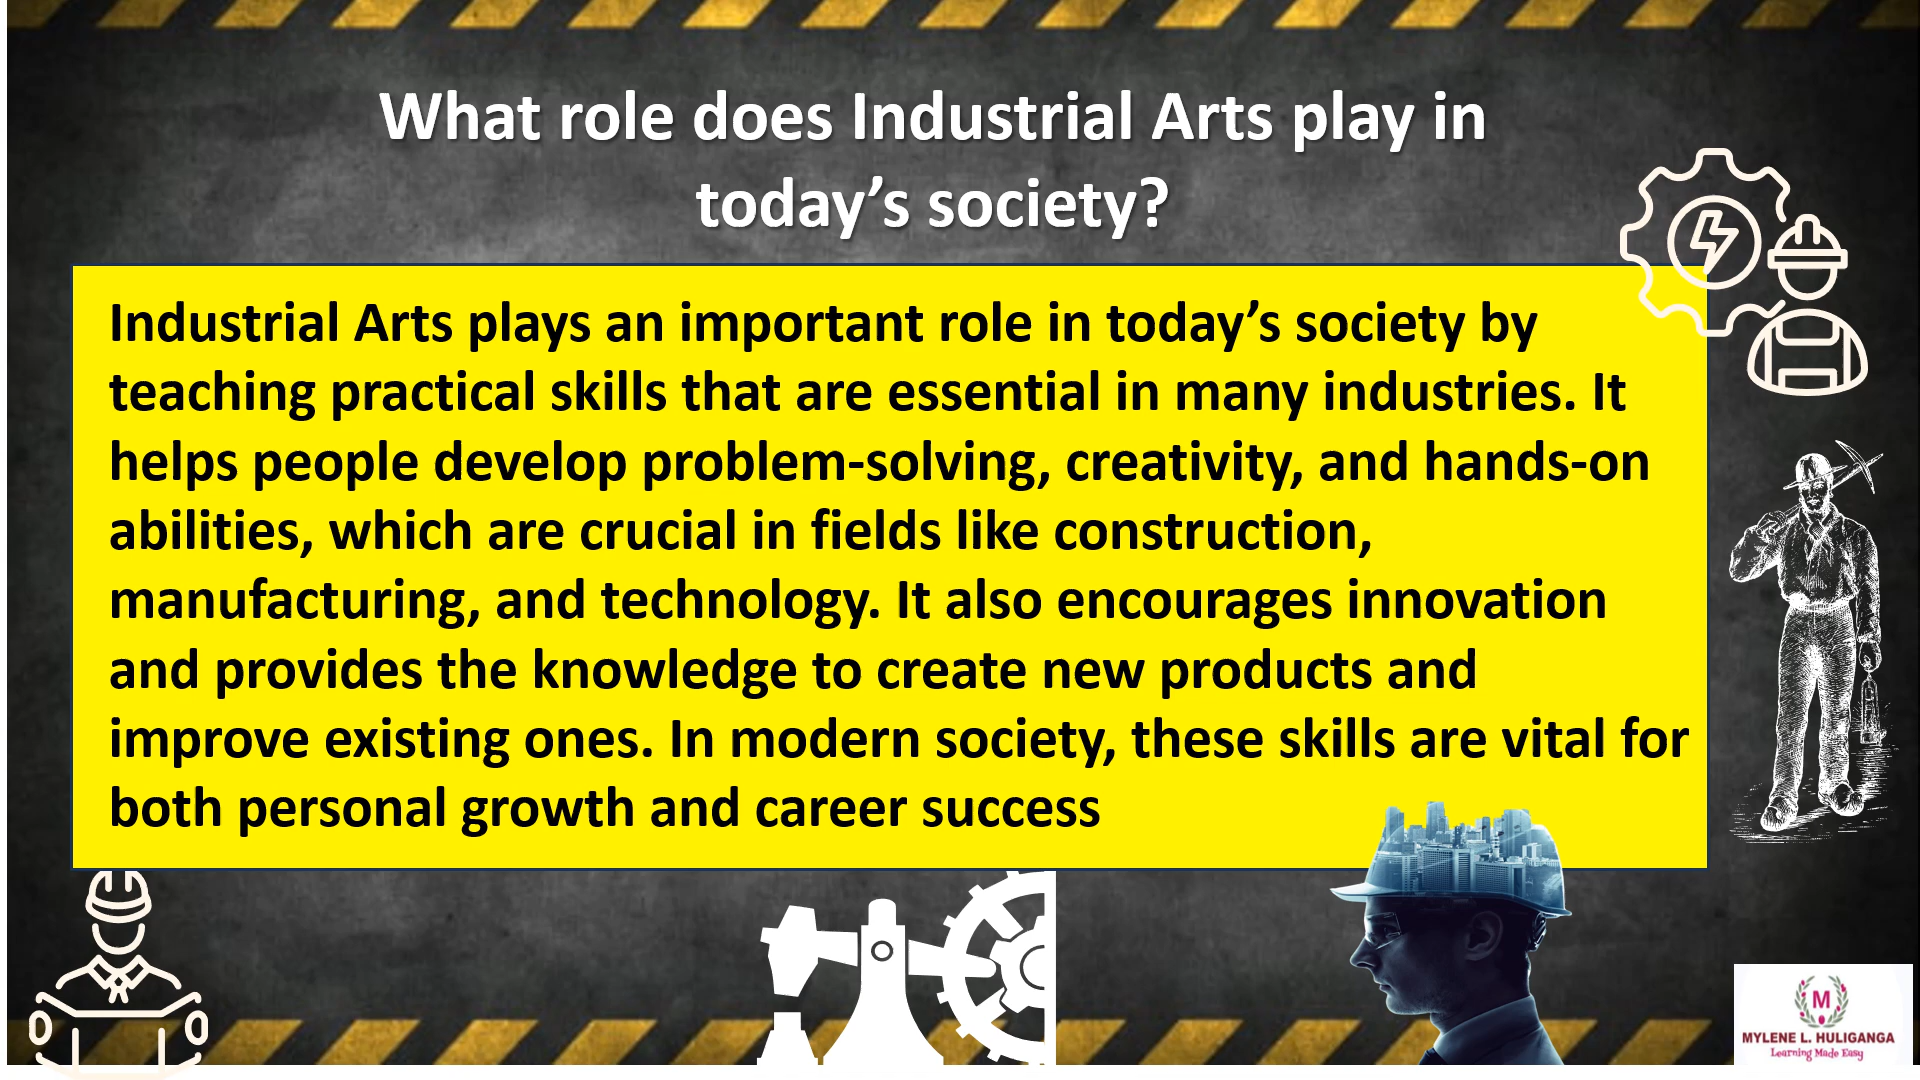 What role does Industrial Arts play in
today’s society?
Industrial Arts plays an important role in today’s society by
teaching practical skills that are essential in many industries. It
helps people develop problem-solving, creativity, and hands-on
abilities, which are crucial in fields like construction,
manufacturing, and technology. It also encourages innovation
and provides the knowledge to create new products and
improve existing ones. In modern society, these skills are vital for
both personal growth and career success
M
MYLENE L. HULIGANGA
Learning Made Easy